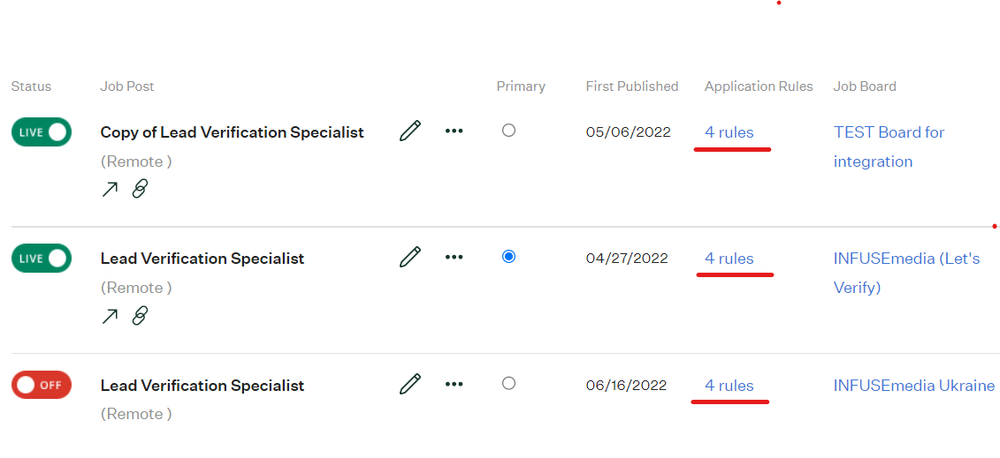 Status Job Post Primary First Published Application Rules Job Board
LIVE Copy of Lead Verification Specialist 05/06/2022 4 rules TEST Board for
(Remote ) integration
LIVE Lead Verification Specialist 04/27/2022 4 rules INFUSEmedia (Let's
(Remote ) Verify)
OFF Lead Verification Specialist 06/16/2022 4 rules INFUSEmedia Ukraine
(Remote )